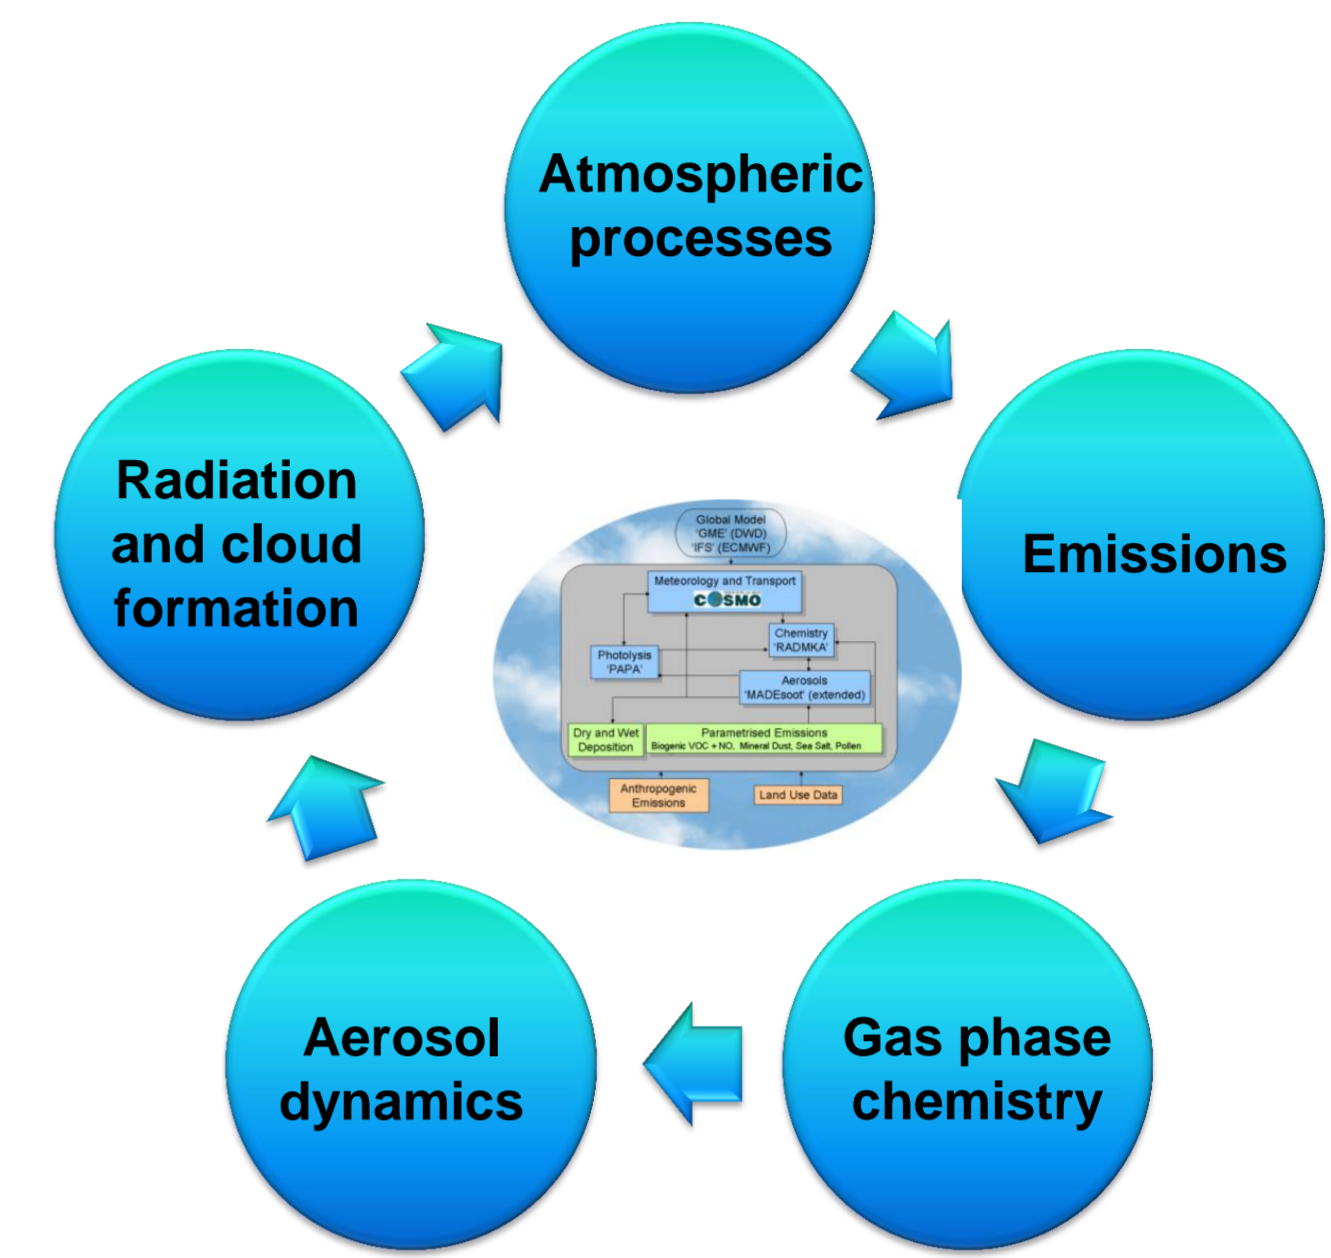 Atmospheric
processes
Radiation
and cloud
formation
Emissions
Global Model
'GME' (DWD)
'IFS' (ECMWF)
Meteorology and Transport
COSMO
Chemistry
'RADMKA'
Photolysis
'PAPA'
Aerosols
'MADEsoot' (extended)
Dry and Wet
Deposition
Parametrised Emissions
Biogenic VOC + NO, Mineral Dust, Sea Salt, Pollen
Anthropogenic
Emissions
Land Use Data
Aerosol
dynamics
Gas phase
chemistry